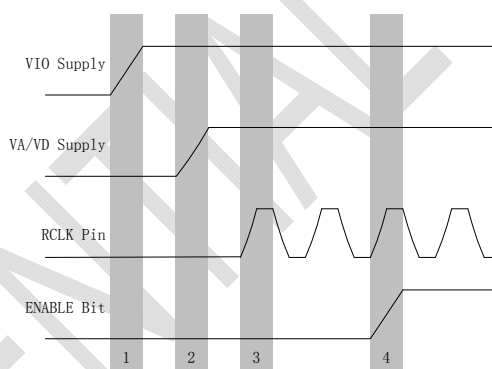 VIO Supply
VA/VD Supply
RCLK Pin
ENABLE Bit
1 2 3 4